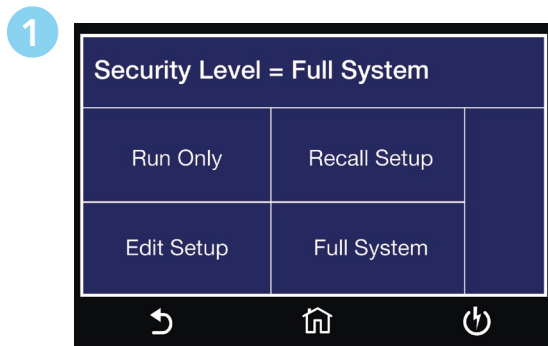 1
Security Level = Full System
Run Only
Recall Setup
Edit Setup
Full System